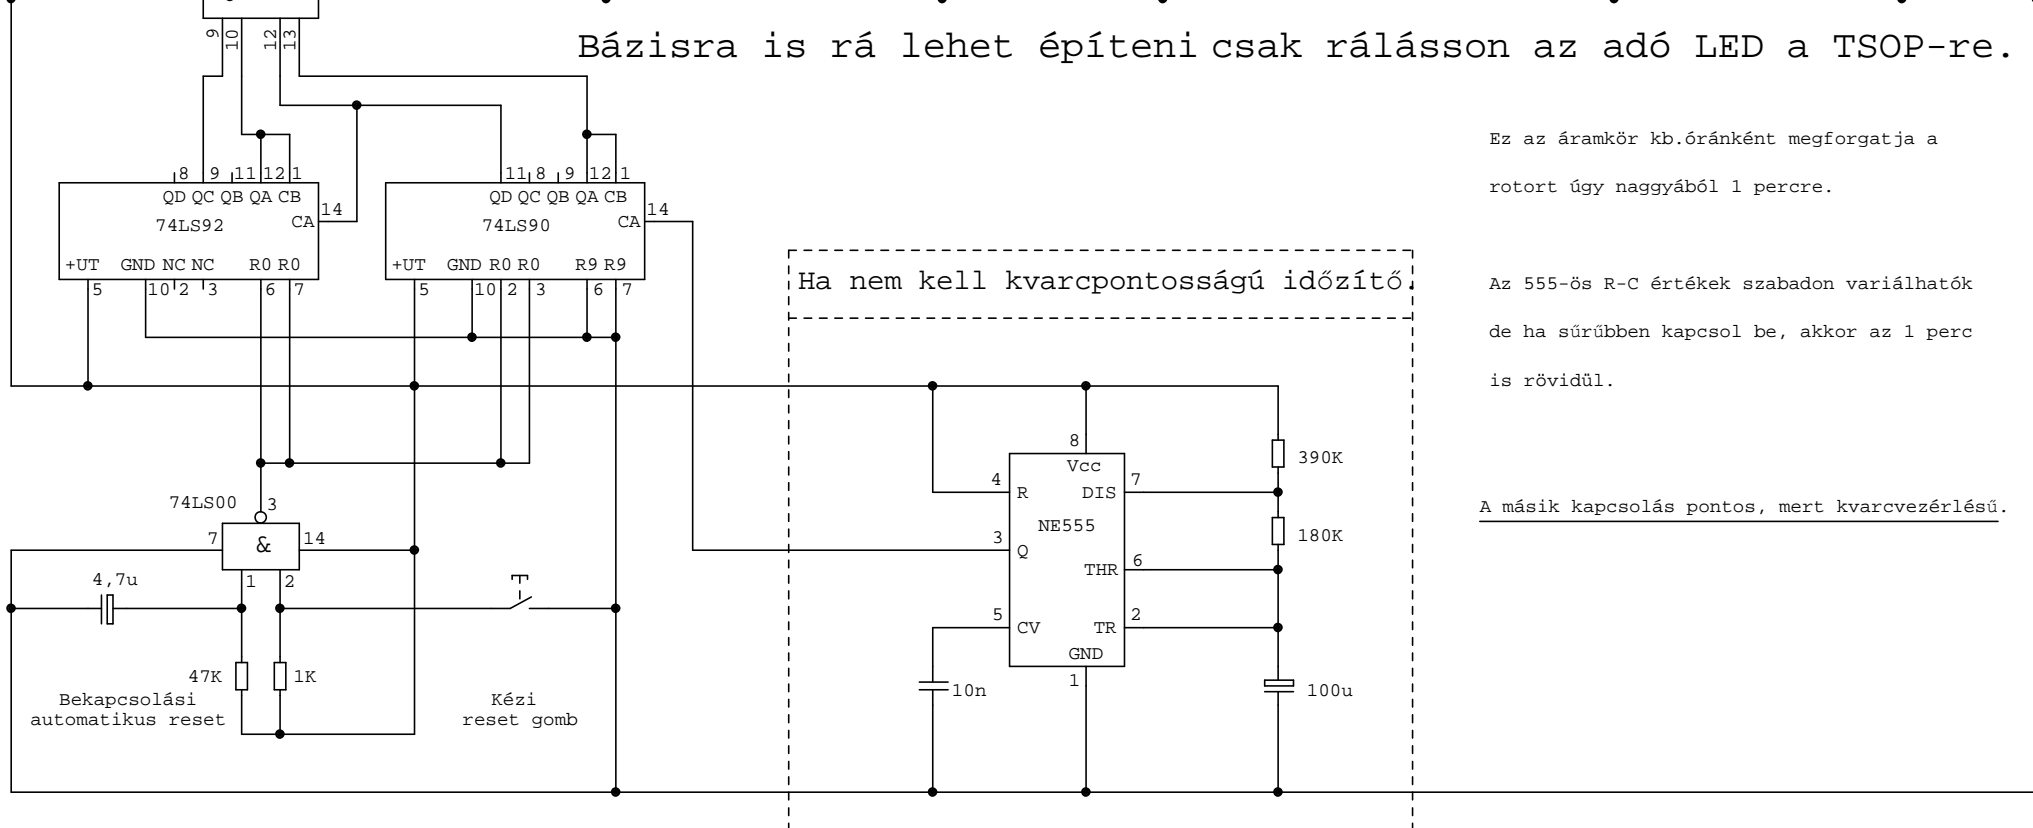 9 10 12 13
Bázisra is rá lehet építeni csak rálásson az adó LED a TSOP-re.
Ez az áramkör kb.óránként megforgatja a
rotort úgy naggyából 1 percre.
8 9 11 12 1
QD QC QB QA CB
14
CA
74LS92
+UT GND NC NC R0 R0
5 10 2 3 6 7
11 8 9 12 1
QD QC QB QA CB
14
CA
74LS90
+UT GND R0 R0 R9 R9
5 10 2 3 6 7
Ha nem kell kvarcpontosságú időzítő.
Az 555-ös R-C értékek szabadon variálhatók
de ha sűrűbben kapcsol be, akkor az 1 perc
is rövidül.
A másik kapcsolás pontos, mert kvarcvezérlésű.
74LS00
3
7
&
14
1 2
4,7u
47K
1K
Bekapcsolási
automatikus reset
Kézi
reset gomb
8
Vcc
4
R
DIS
7
NE555
3
Q
THR
6
5
CV
TR
2
GND
1
390K
180K
10n
100u